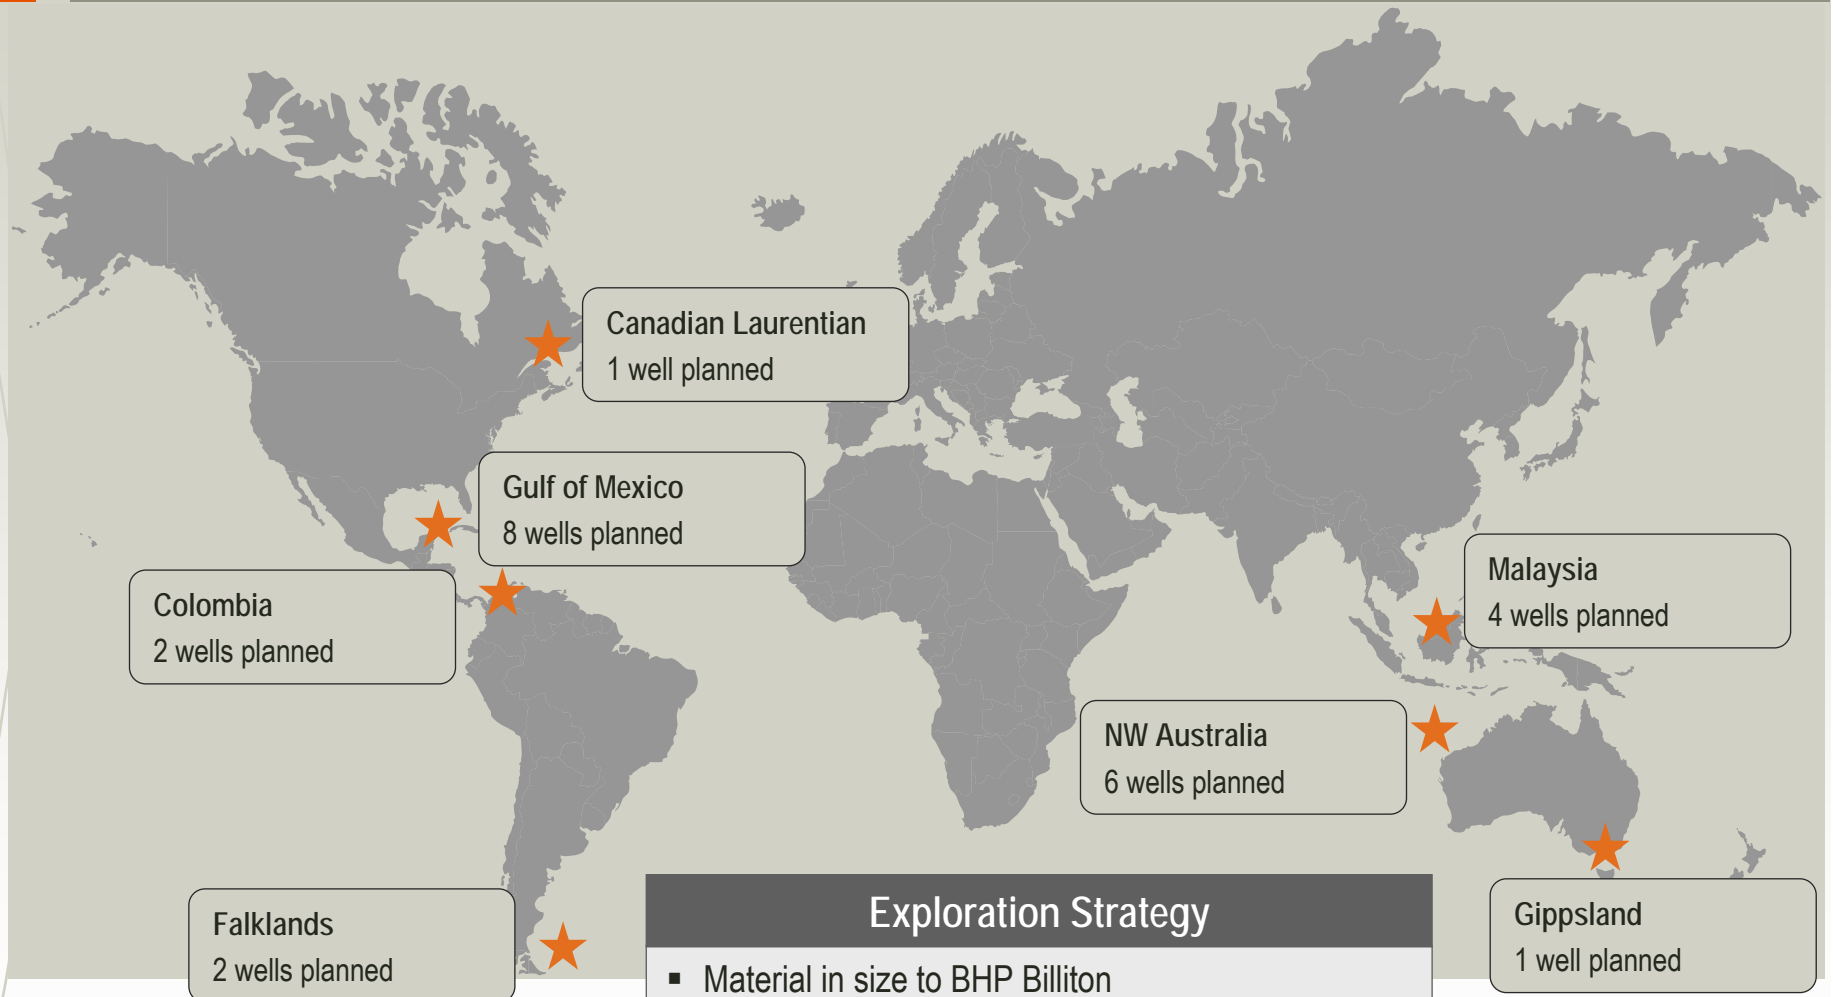 Canadian Laurentian
1 well planned
Gulf of Mexico
8 wells planned
Colombia
2 wells planned
Malaysia
4 wells planned
NW Australia
6 wells planned
Falklands
2 wells planned
Gippsland
1 well planned
Exploration Strategy
▪ Material in size to BHP Billiton